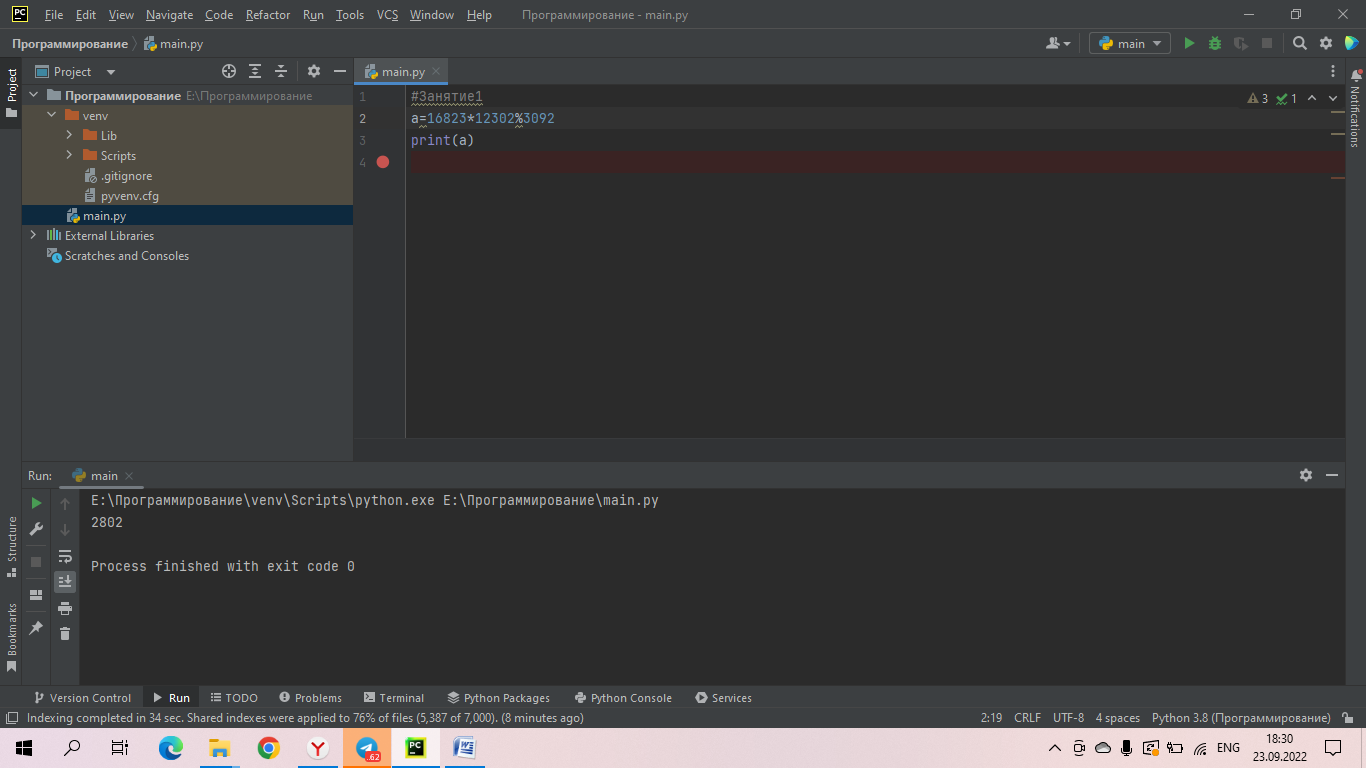 PC File Edit View Navigate Code Refactor Run Tools VCS Window Help Программирование - main.py
Программирование main.py main
Project main.py
Project
Программирование E:\Программирование
venv
Lib
Scripts
.gitignore
pyvenv.cfg
main.py
External Libraries
Scratches and Consoles
1 #Занятие1 3 1
2 a=16823*12302%3092
3 print(a)
4
Notifications
Run: main
E:\Программирование\venv\Scripts\python.exe E:\Программирование\main.py
2802
Process finished with exit code 0
Structure
Bookmarks
Version Control Run TODO Problems Terminal Python Packages Python Console Services
Indexing completed in 34 sec. Shared indexes were applied to 76% of files (5,387 of 7,000). (8 minutes ago) 2:19 CRLF UTF-8 4 spaces Python 3.8 (Программирование)
.62 PC ENG 18:30
23.09.2022